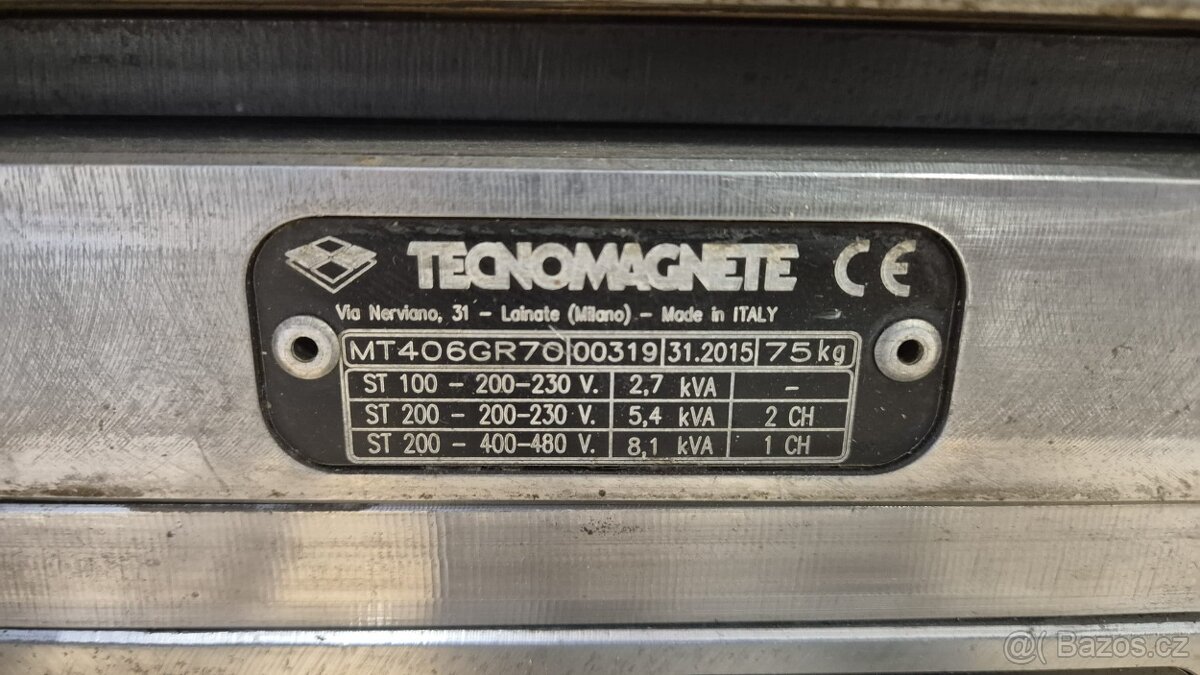 TECNOMAGNETE CE
Via Nerviano, 31 - Lainate (Milano) - Made in ITALY
MT406GR70 00319 31.2015 75kg
ST 100 - 200-230 V. 2,7 kVA -
ST 200 - 200-230 V. 5,4 kVA 2 CH
ST 200 - 400-480 V. 8,1 kVA 1 CH
Bazos.cz